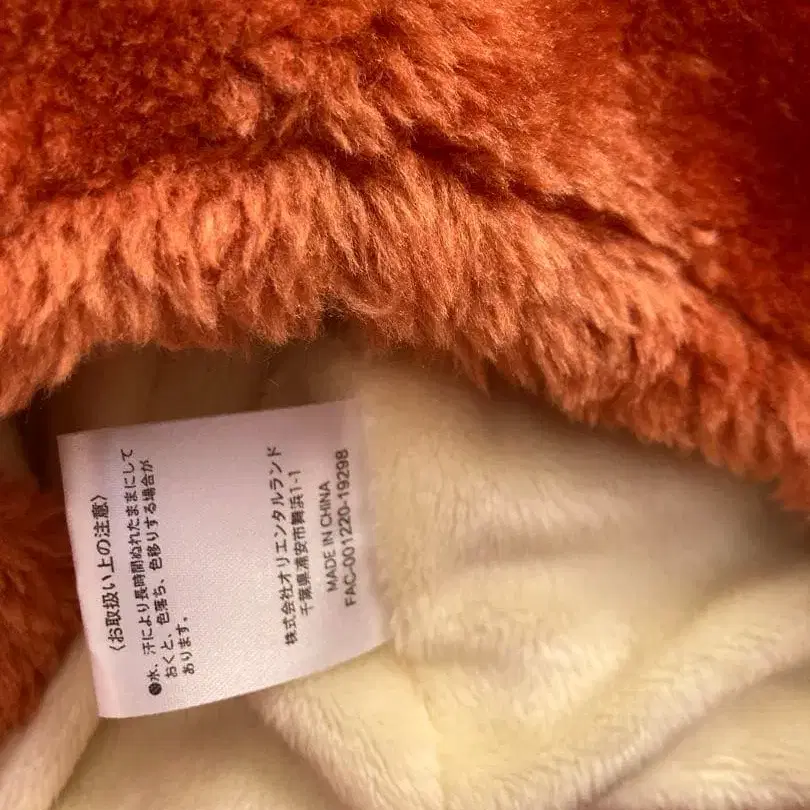 〈お取扱い上の注意〉
●水、汗により長時間ぬれたままにして
おくと、色落ち、色移りする場合が
あります。
株式会社オリエンタルランド
千葉県浦安市舞浜1-1
MADE IN CHINA
FAC-001220-19298